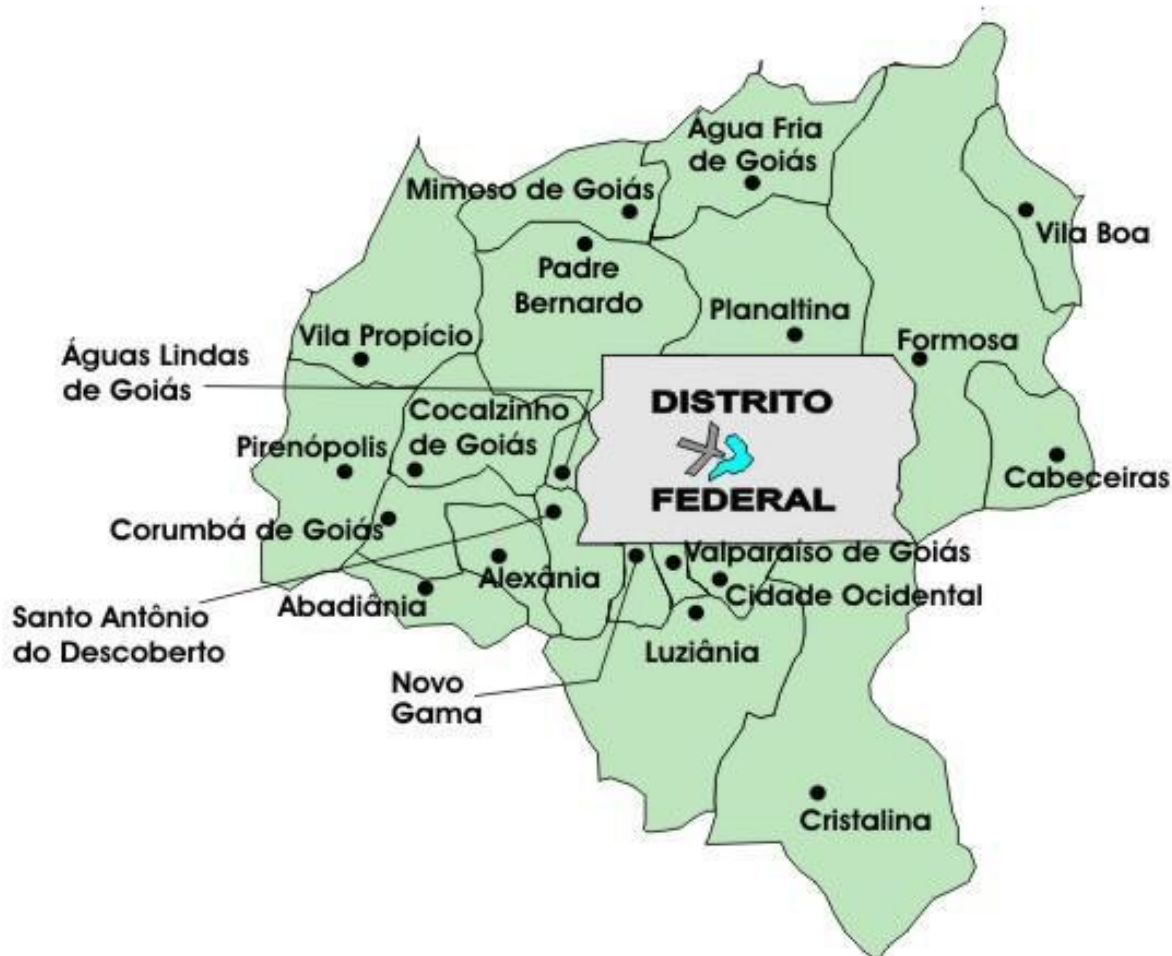 Água Fria
de Goiás
Mimoso de Goiás
Vila Boa
Padre
Bernardo
Planaltina
Vila Propício
Formosa
Águas Lindas
de Goiás
DISTRITO
FEDERAL
Cocalzinho
de Goiás
Pirenópolis
Cabeceiras
Corumbá de Goiás
Valparaíso de Goiás
Alexânia
Cidade Ocidental
Abadiânia
Santo Antônio
do Descoberto
Luziânia
Novo
Gama
Cristalina